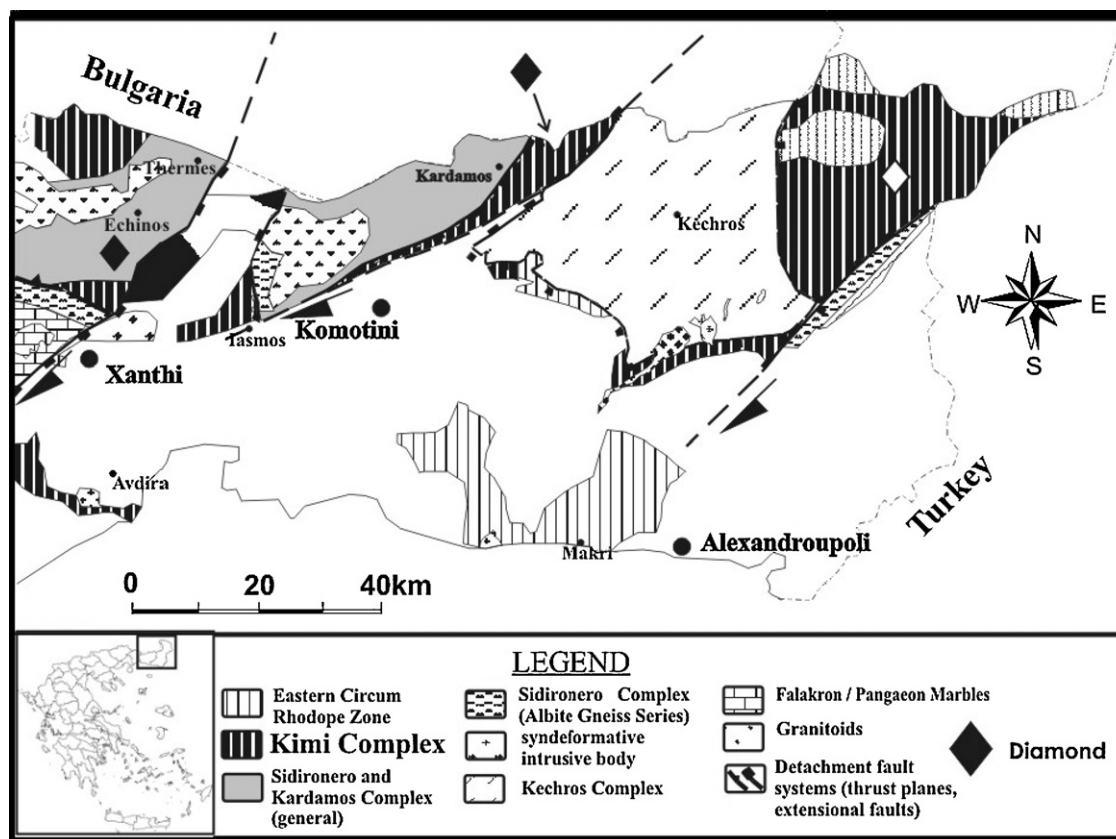 Bulgaria
Thermes
Kardamos
Echinos
Kechros
N
W E
S
Komotini
Iasmos
Xanthi
Avdira
Turkey
Makri
Alexandroupoli
0 20 40km
LEGEND
Eastern Circum
Rhodope Zone
Kimi Complex
Sidironero and
Kardamos Complex
(general)
Sidironero Complex
(Albite Gneiss Series)
syndeformative
intrusive body
Kechros Complex
Falakron / Pangaeon Marbles
Granitoids
Detachment fault
systems (thrust planes,
extensional faults)
Diamond